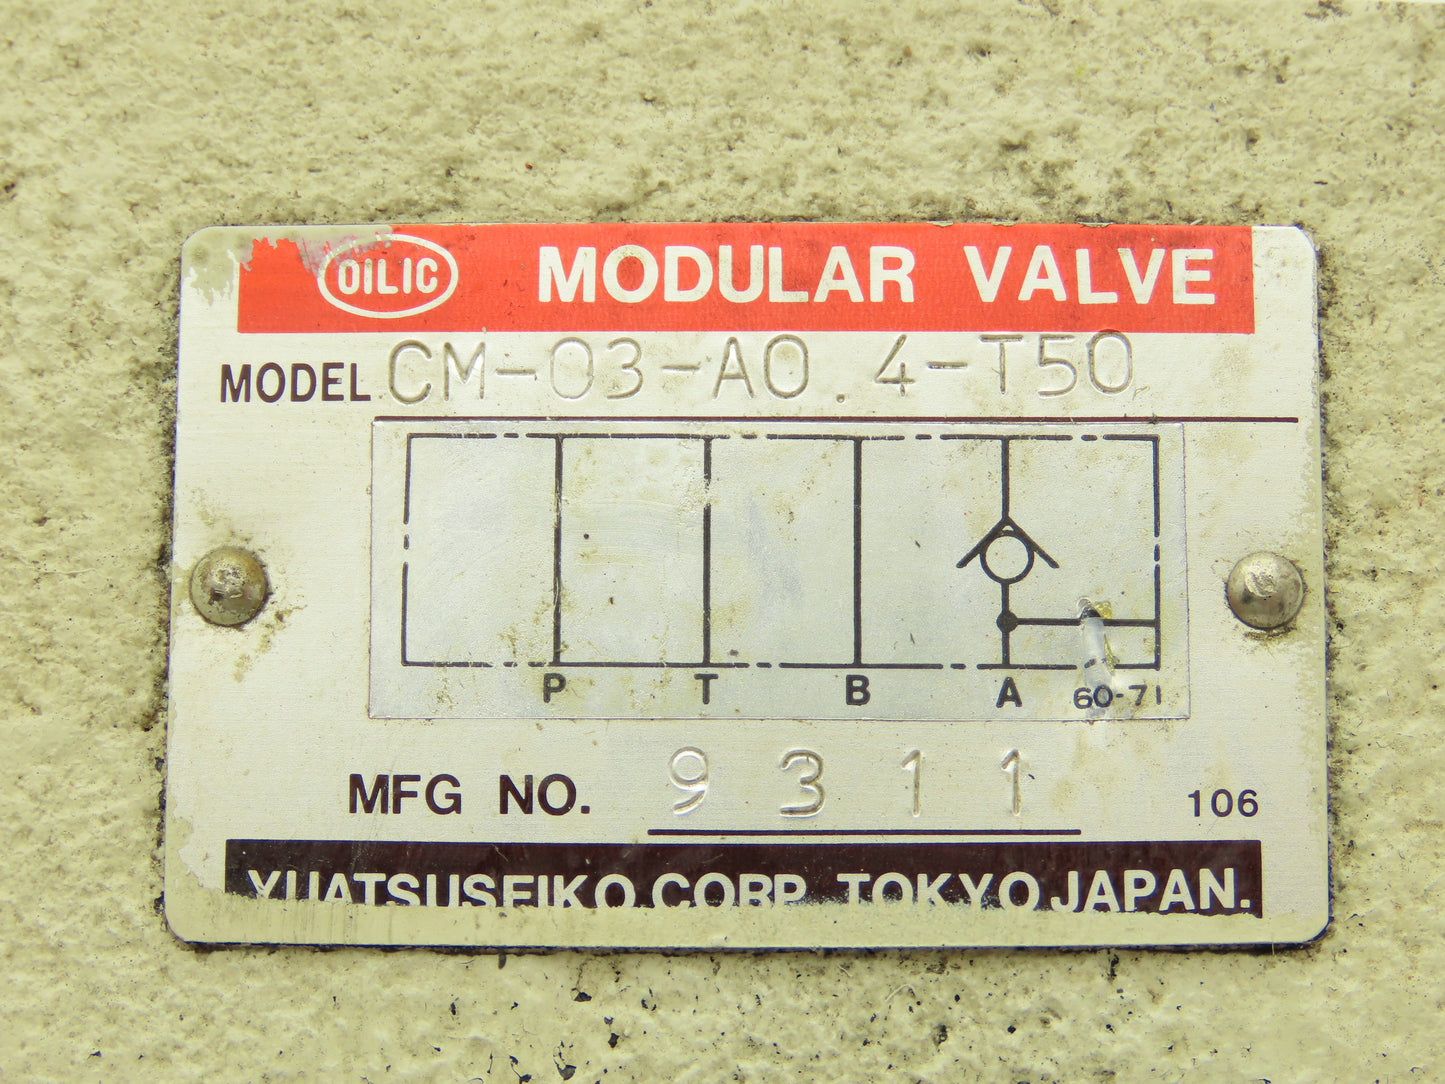 OILIC MODULAR VALVE
MODEL CM-03-A0.4-T50
P T B A 60-71
MFG NO. 9311 106
YUATSUSEIKO.CORP. TOKYO,JAPAN.